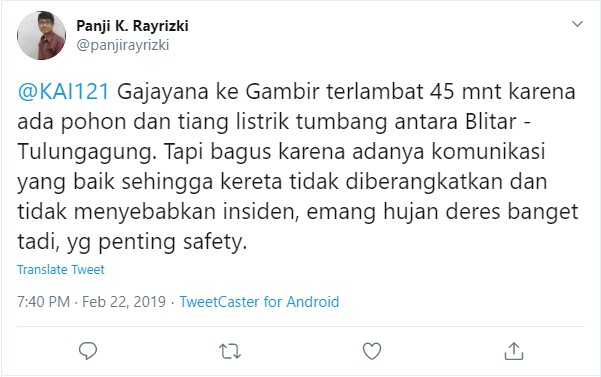 Panji K. Rayrizki
@panjirayrizki
@KAI121 Gajayana ke Gambir terlambat 45 mnt karena
ada pohon dan tiang listrik tumbang antara Blitar -
Tulungagung. Tapi bagus karena adanya komunikasi
yang baik sehingga kereta tidak diberangkatkan dan
tidak menyebabkan insiden, emang hujan deres banget
tadi, yg penting safety.
Translate Tweet
7:40 PM · Feb 22, 2019 · TweetCaster for Android